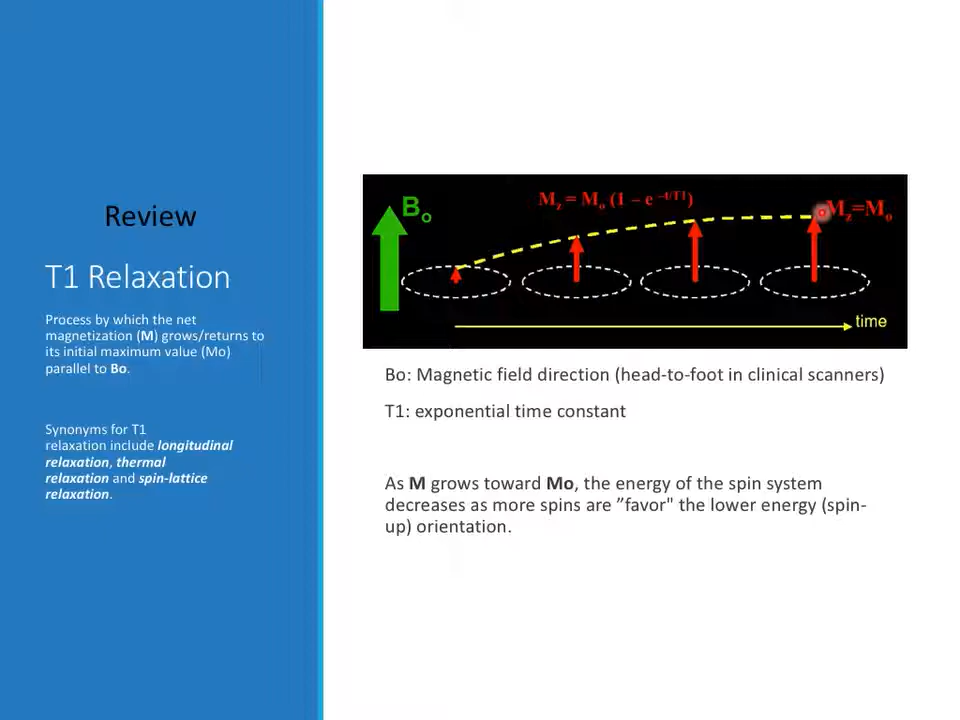 Review
T1 Relaxation
Process by which the net
magnetization (M) grows/returns to
its initial maximum value (Mo)
parallel to Bo.
Synonyms for T1
relaxation include longitudinal
relaxation, thermal
relaxation and spin-lattice
relaxation.
Bo
Mz = Mo (1 – e –t/T1)
Mz=Mo
time
Bo: Magnetic field direction (head-to-foot in clinical scanners)
T1: exponential time constant
As M grows toward Mo, the energy of the spin system
decreases as more spins are ”favor" the lower energy (spin-
up) orientation.